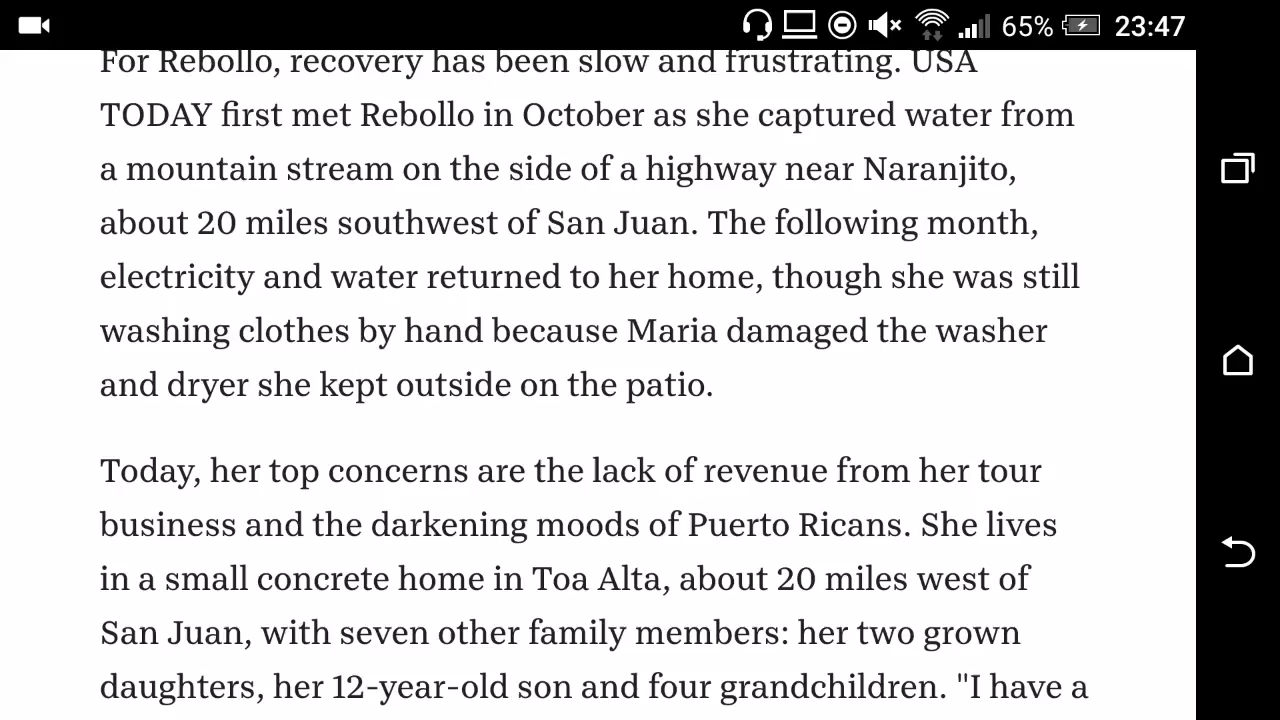 65% 23:47
For Rebollo, recovery has been slow and frustrating. USA
TODAY first met Rebollo in October as she captured water from
a mountain stream on the side of a highway near Naranjito,
about 20 miles southwest of San Juan. The following month,
electricity and water returned to her home, though she was still
washing clothes by hand because Maria damaged the washer
and dryer she kept outside on the patio.
Today, her top concerns are the lack of revenue from her tour
business and the darkening moods of Puerto Ricans. She lives
in a small concrete home in Toa Alta, about 20 miles west of
San Juan, with seven other family members: her two grown
daughters, her 12-year-old son and four grandchildren. "I have a